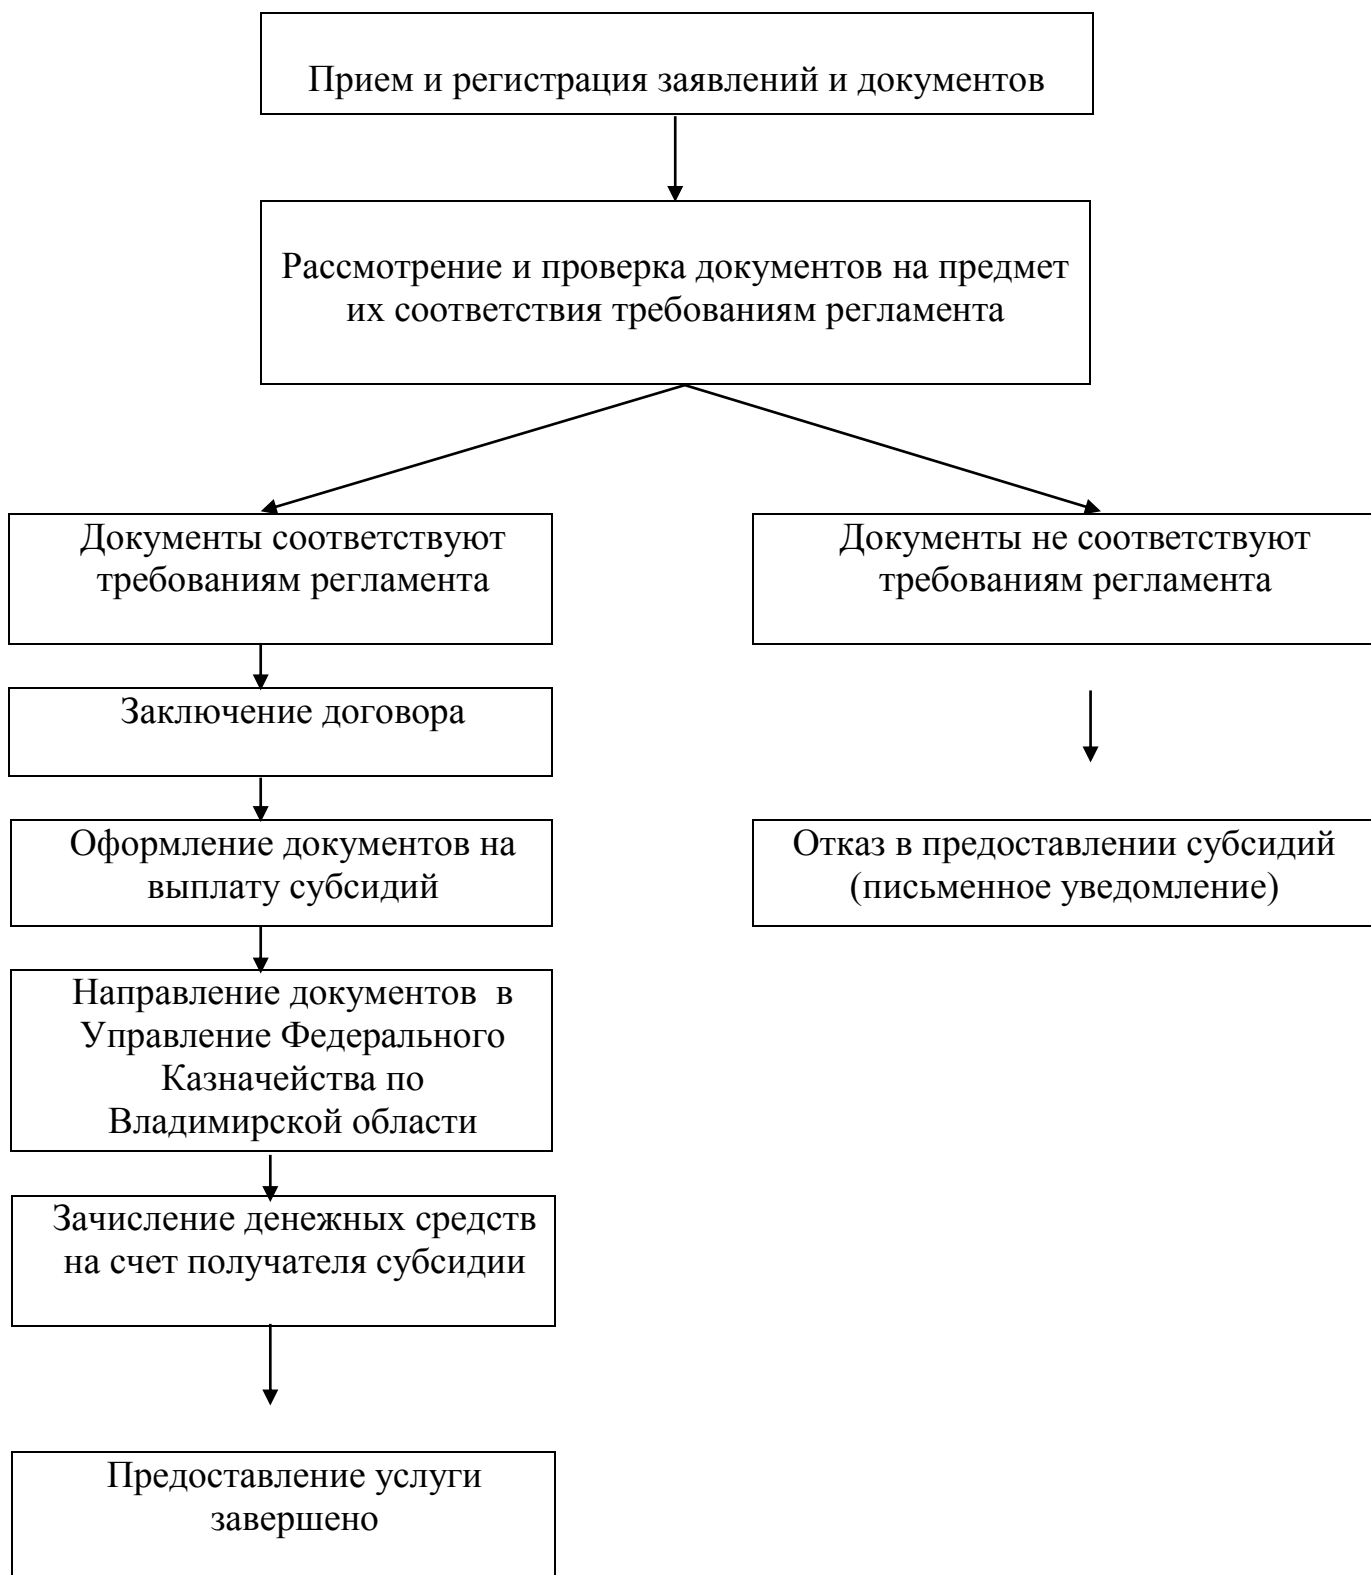 Прием и регистрация заявлений и документов
Рассмотрение и проверка документов на предмет
их соответствия требованиям регламента
Документы соответствуют
требованиям регламента
Документы не соответствуют
требованиям регламента
Заключение договора
Оформление документов на
выплату субсидий
Отказ в предоставлении субсидий
(письменное уведомление)
Направление документов в
Управление Федерального
Казначейства по
Владимирской области
Зачисление денежных средств
на счет получателя субсидии
Предоставление услуги
завершено